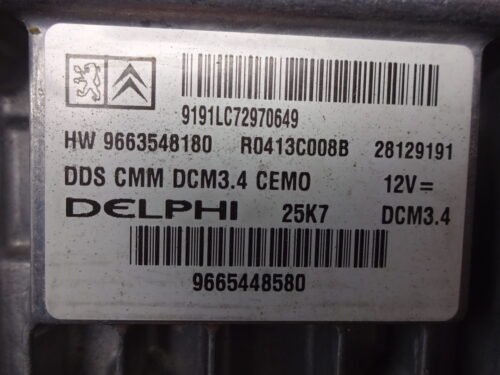 9191LC72970649
HW 9663548180 R0413C008B 28129191
DDS CMM DCM3.4 CEMO 12V=
DELPHI 25K7 DCM3.4
9665448580